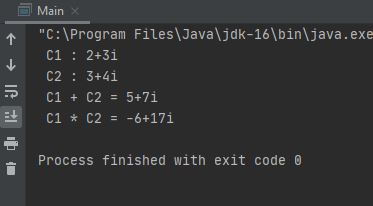 Main
"C:\Program Files\Java\jdk-16\bin\java.exe
C1 : 2+3i
C2 : 3+4i
C1 + C2 = 5+7i
C1 * C2 = -6+17i
Process finished with exit code 0